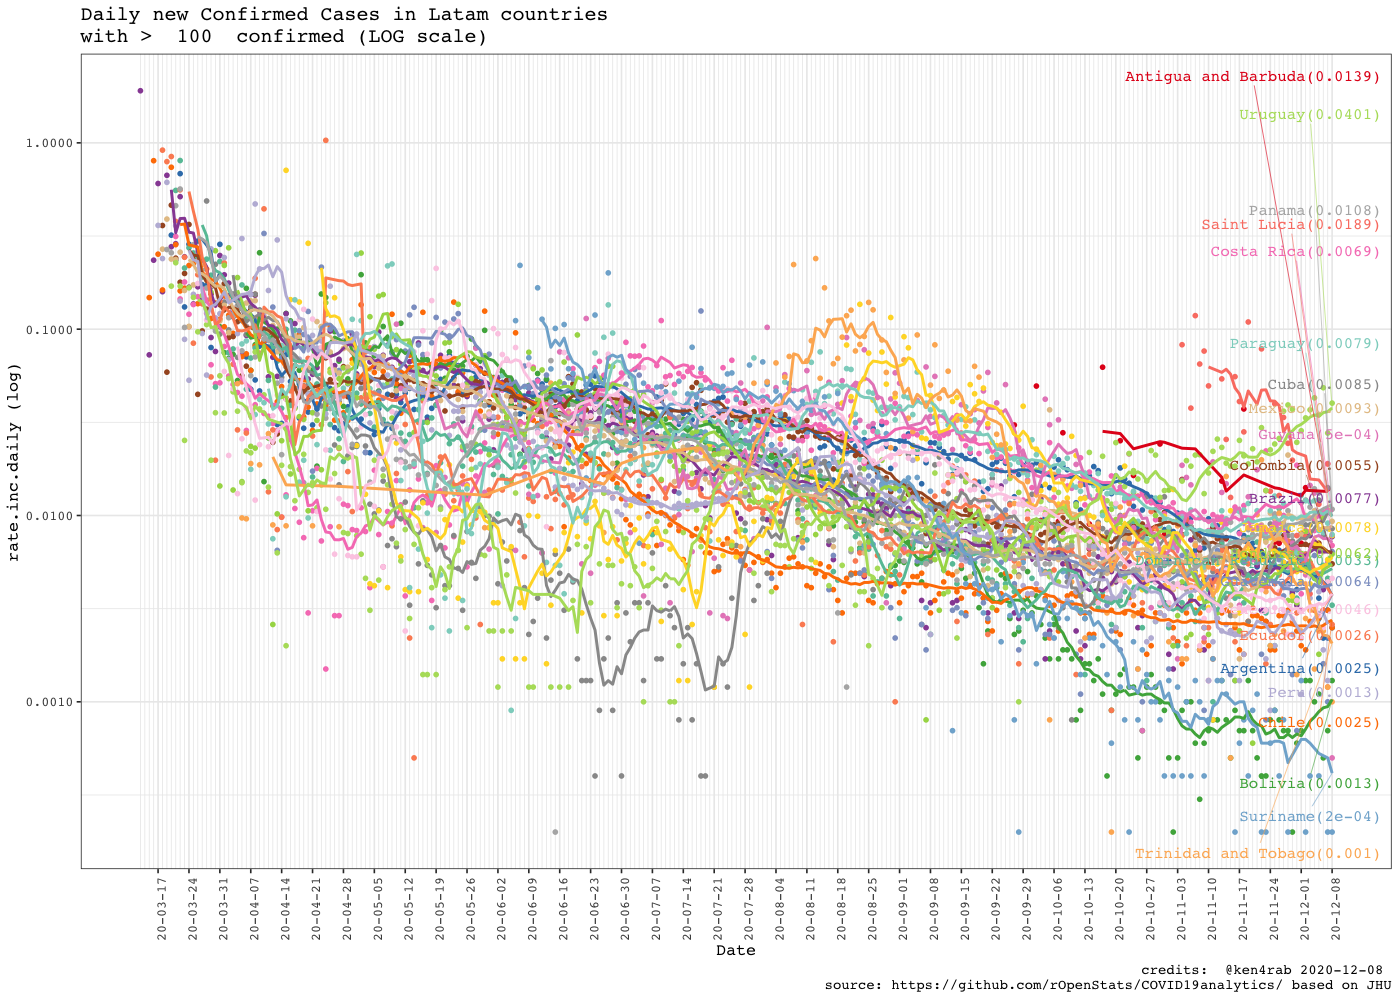 Daily new Confirmed Cases in Latam countries
with >  100  confirmed (LOG scale)
Antigua and Barbuda(0.0139)
Uruguay(0.0401)
1.0000
Panama(0.0108)
Saint Lucia(0.0189)
Costa Rica(0.0069)
0.1000
Paraguay(0.0079)
Cuba(0.0085)
Mexico(0.0093)
Guyana(5e-04)
Colombia(0.0055)
Brazil(0.0077)
0.0100
Argentina(0.0025)
Ecuador(0.0026)
Peru(0.0013)
0.0010
Chile(0.0025)
Bolivia(0.0013)
Suriname(2e-04)
Trinidad and Tobago(0.001)
rate.inc.daily (log)
20-03-17
20-03-24
20-03-31
20-04-07
20-04-14
20-04-21
20-04-28
20-05-05
20-05-12
20-05-19
20-05-26
20-06-02
20-06-09
20-06-16
20-06-23
20-06-30
20-07-07
20-07-14
20-07-21
20-07-28
20-08-04
20-08-11
20-08-18
20-08-25
20-09-01
20-09-08
20-09-15
20-09-22
20-09-29
20-10-06
20-10-13
20-10-20
20-10-27
20-11-03
20-11-10
20-11-17
20-11-24
20-12-01
20-12-08
Date
credits:  @ken4rab 2020-12-08
source: https://github.com/rOpenStats/COVID19analytics/ based on JHU